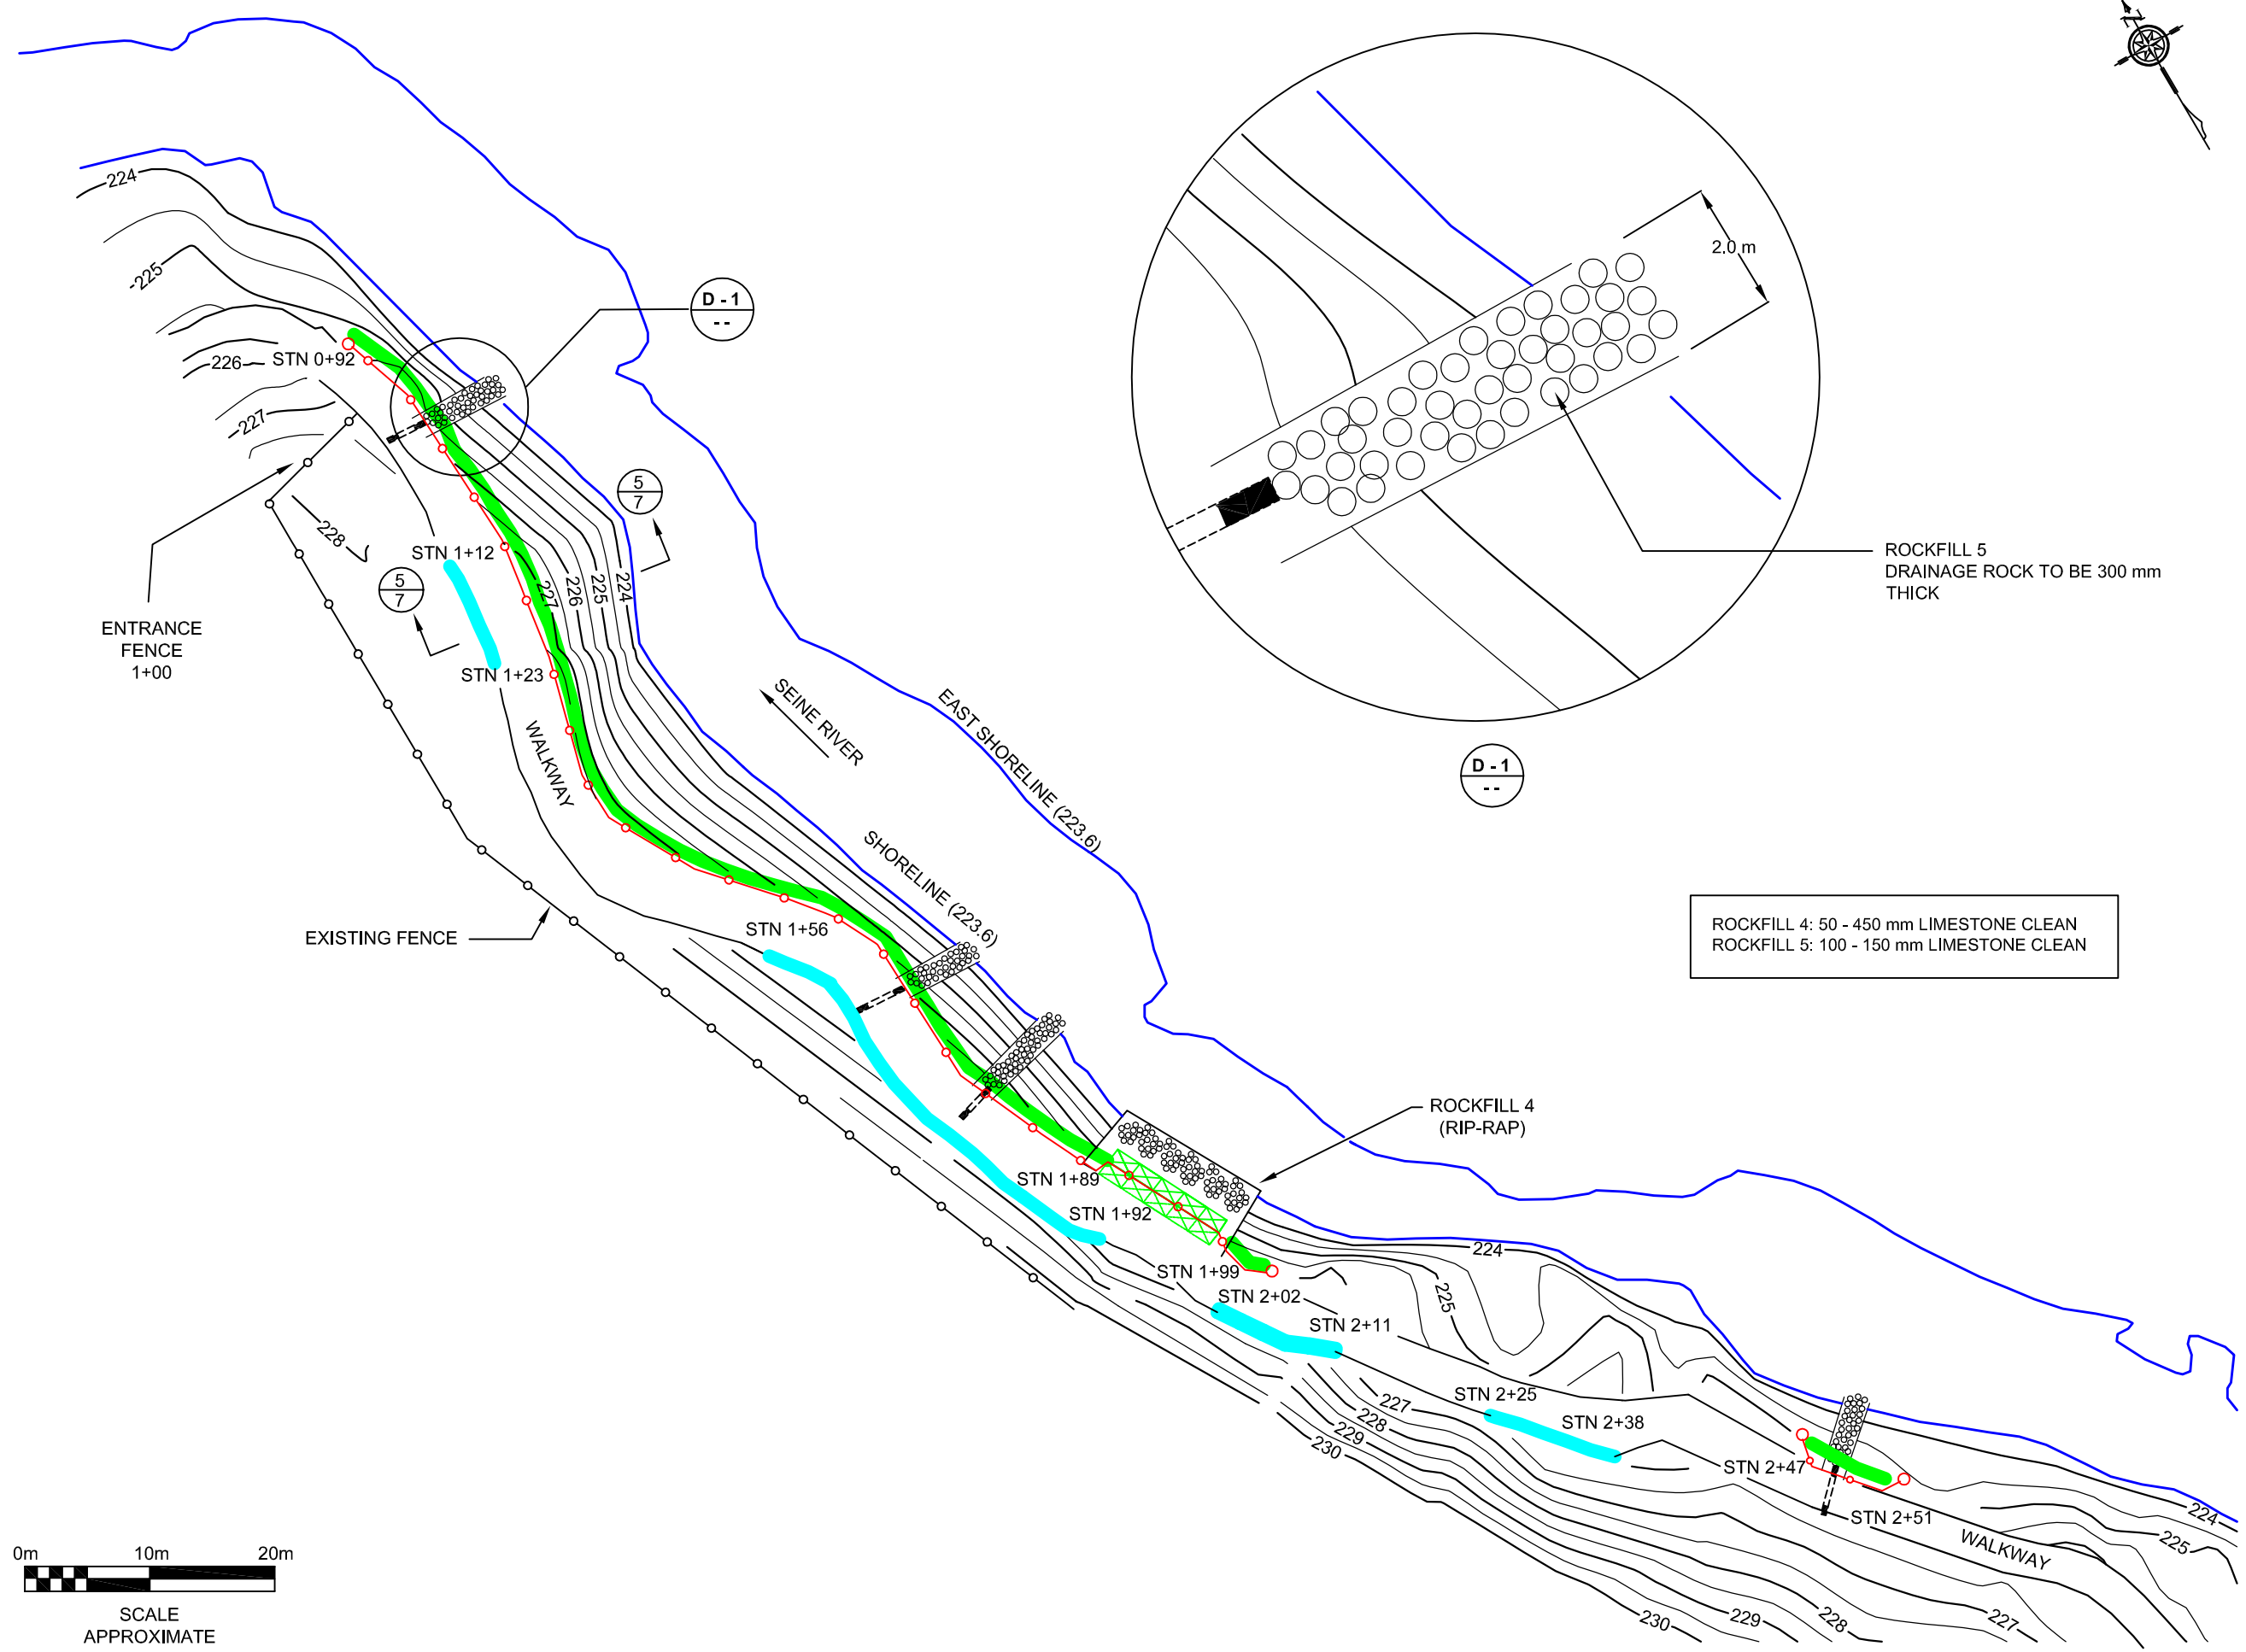 N
224
-225
226
STN 0+92
-227
228
D - 1
- -
5
7
STN 1+12
5
7
ENTRANCE
FENCE
1+00
STN 1+23
227
226
225
224
WALKWAY
SEINE RIVER
EAST SHORELINE (223.6)
SHORELINE (223.6)
EXISTING FENCE
STN 1+56
2.0 m
ROCKFILL 5
DRAINAGE ROCK TO BE 300 mm
THICK
D - 1
- -
ROCKFILL 4: 50 - 450 mm LIMESTONE CLEAN
ROCKFILL 5: 100 - 150 mm LIMESTONE CLEAN
ROCKFILL 4
(RIP-RAP)
STN 1+89
STN 1+92
STN 1+99
STN 2+02
STN 2+11
224
225
STN 2+25
STN 2+38
227
228
229
230
STN 2+47
STN 2+51
WALKWAY
224
225
227
228
229
230
0m 10m 20m
SCALE
APPROXIMATE